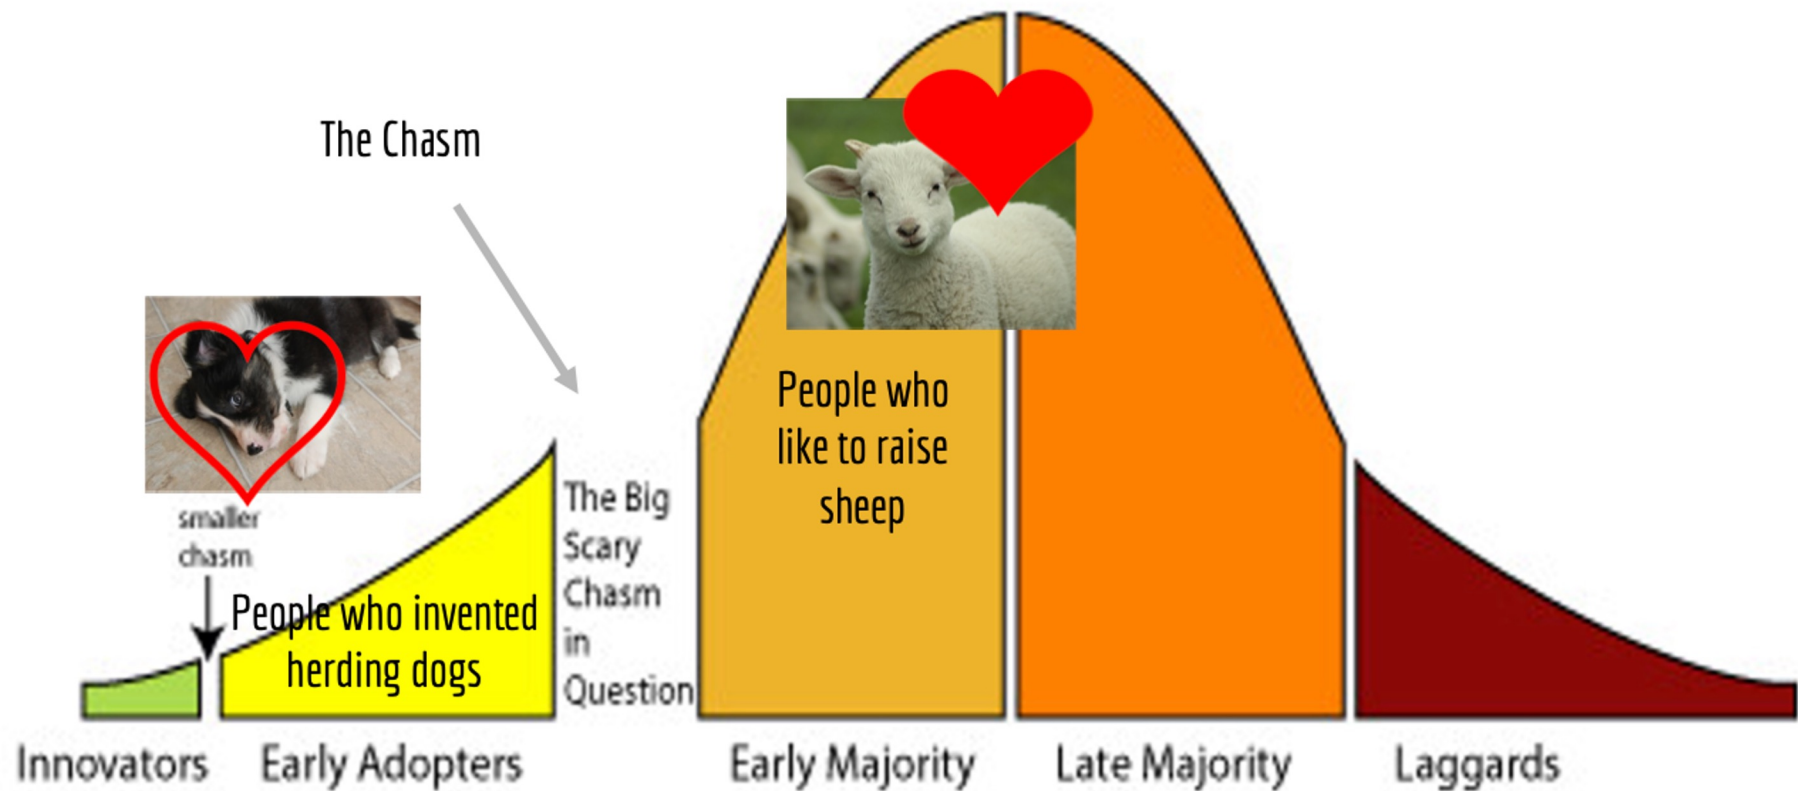 The Chasm
smaller
chasm
People who invented
herding dogs
The Big
Scary
Chasm
in
Question
People who
like to raise
sheep
Innovators
Early Adopters
Early Majority
Late Majority
Laggards